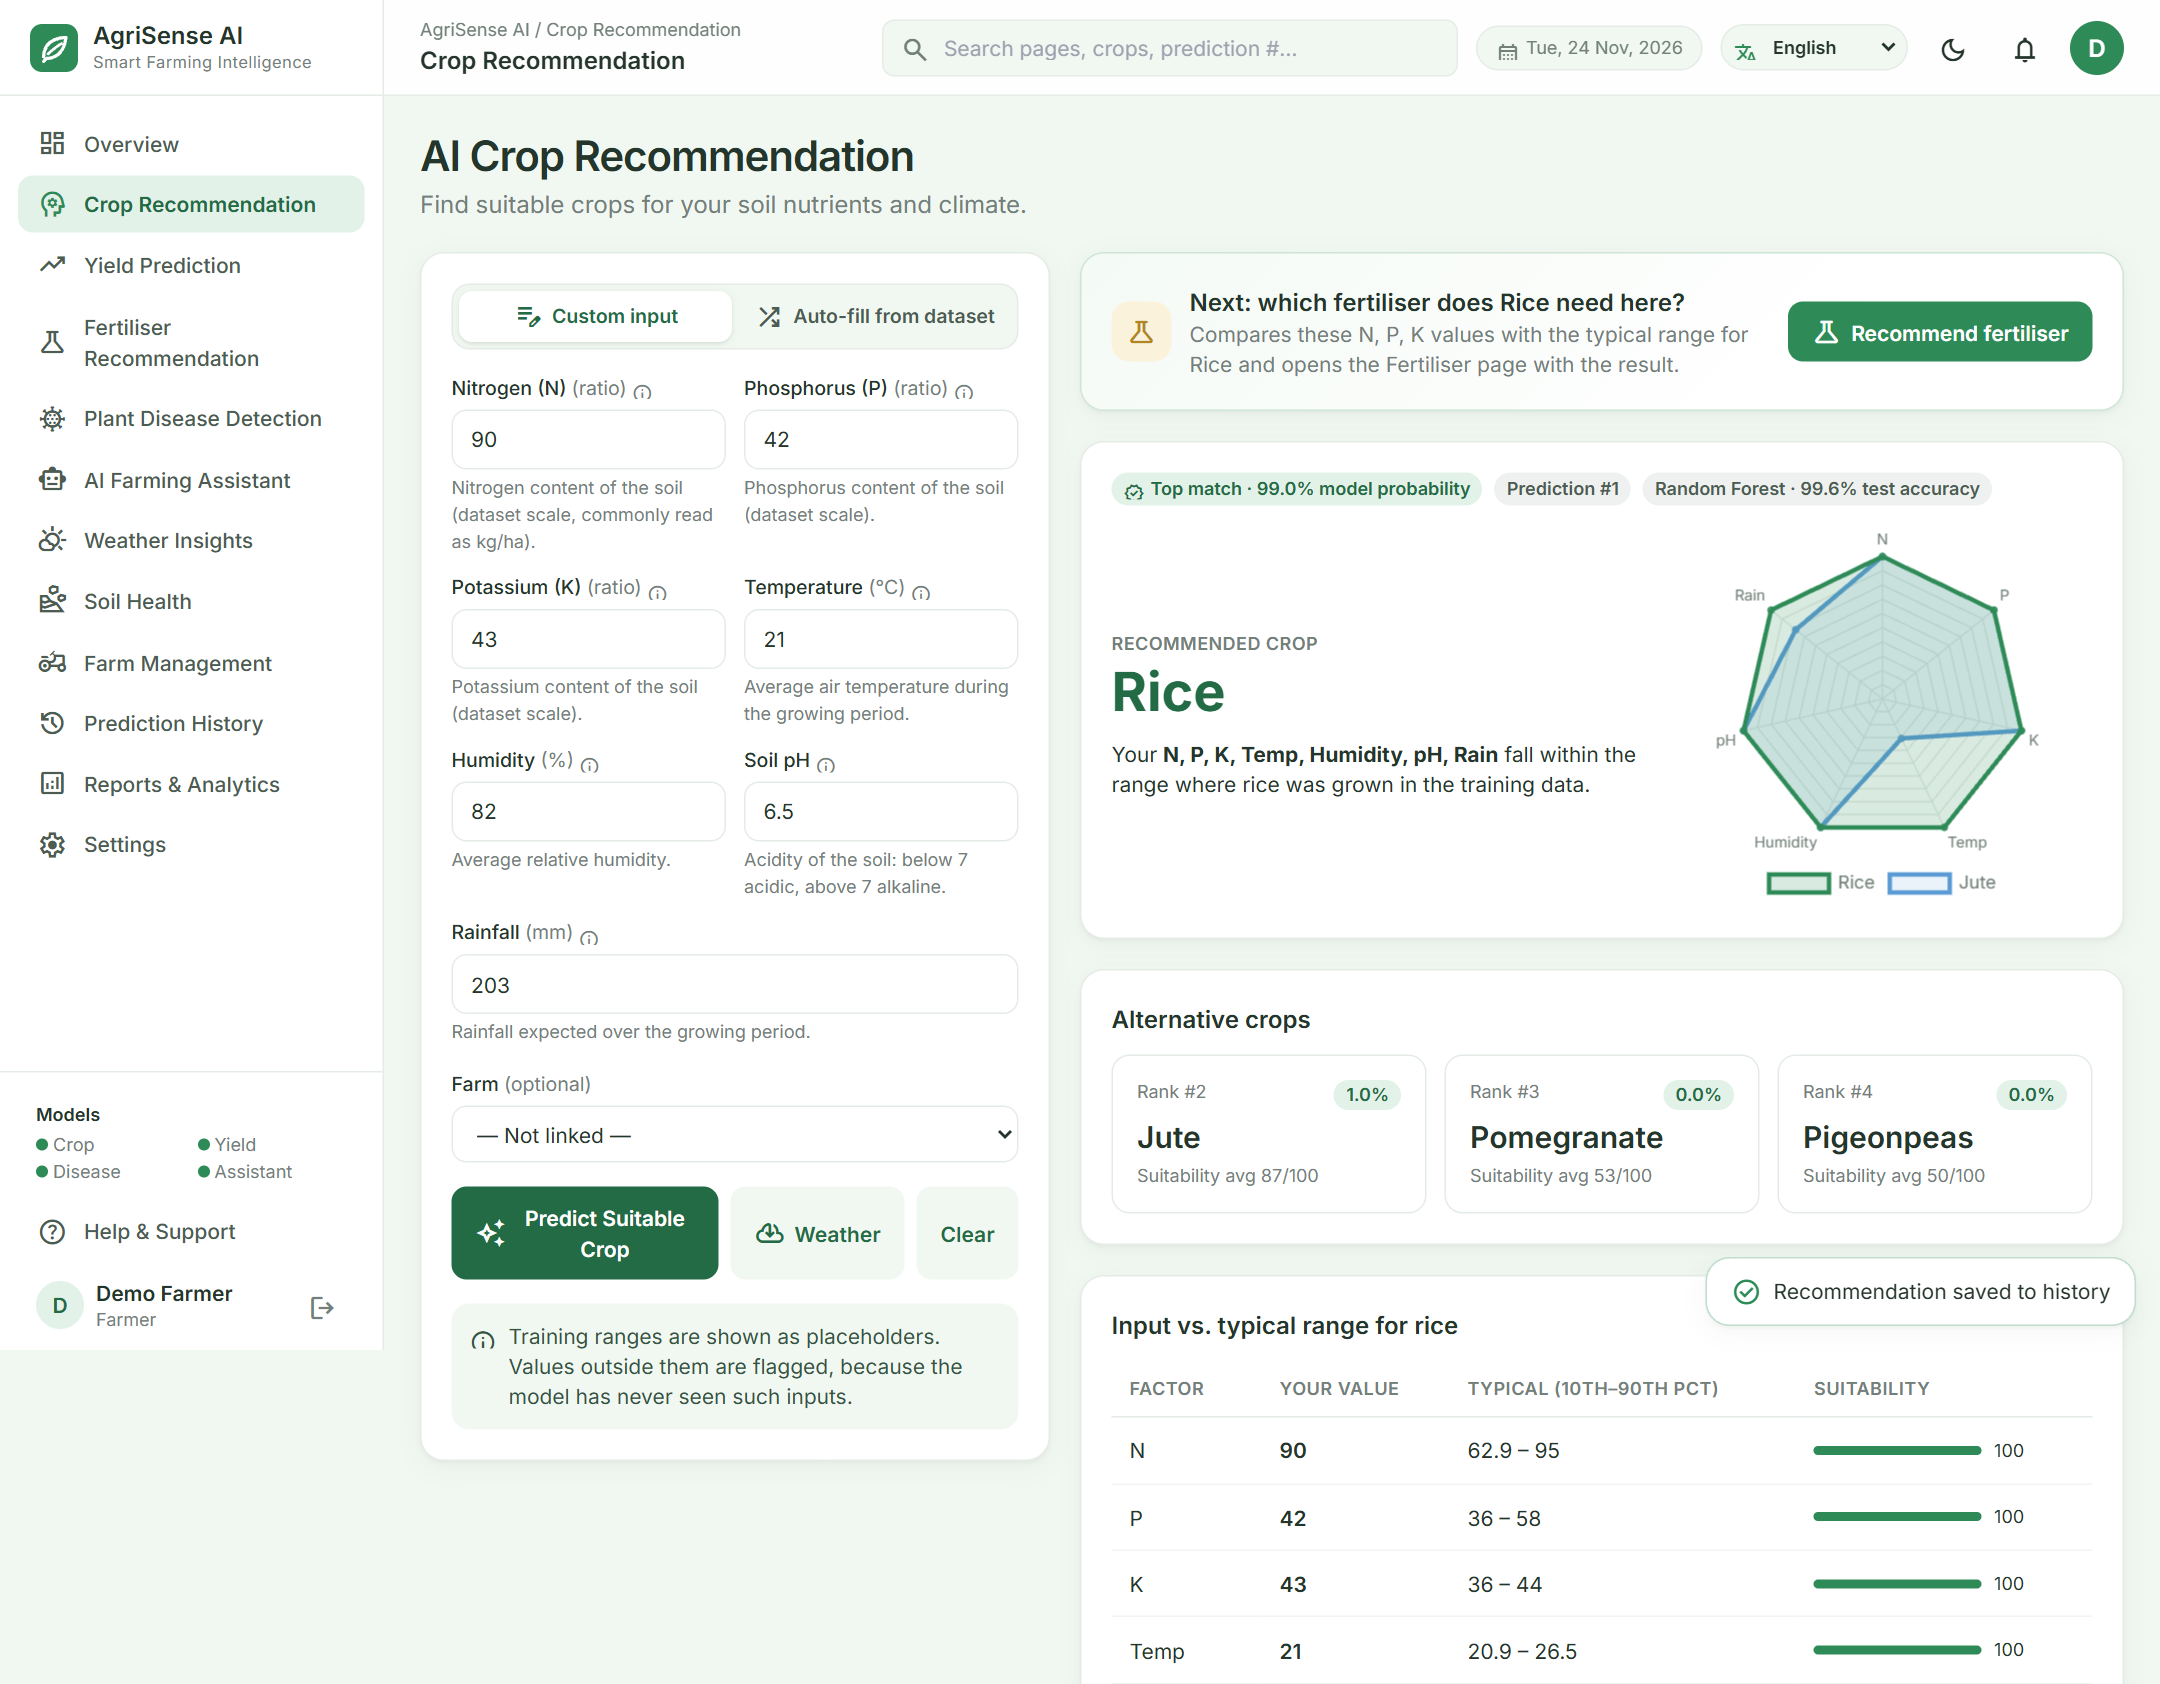 AgriSense AI
Smart Farming Intelligence
AgriSense AI / Crop Recommendation
Crop Recommendation
Search pages, crops, prediction #...
Tue, 24 Nov, 2026
English
D
Overview
Crop Recommendation
Yield Prediction
Fertiliser
Recommendation
Plant Disease Detection
AI Farming Assistant
Weather Insights
Soil Health
Farm Management
Prediction History
Reports & Analytics
Settings
Models
Crop
Yield
Disease
Assistant
Help & Support
D
Demo Farmer
Farmer
AI Crop Recommendation
Find suitable crops for your soil nutrients and climate.
Custom input
Auto-fill from dataset
Nitrogen (N) (ratio)
90
Nitrogen content of the soil
(dataset scale, commonly read
as kg/ha).
Phosphorus (P) (ratio)
42
Phosphorus content of the soil
(dataset scale).
Potassium (K) (ratio)
43
Potassium content of the soil
(dataset scale).
Temperature (°C)
21
Average air temperature during
the growing period.
Humidity (%)
82
Average relative humidity.
Soil pH
6.5
Acidity of the soil: below 7
acidic, above 7 alkaline.
Rainfall (mm)
203
Rainfall expected over the growing period.
Farm (optional)
— Not linked —
Predict Suitable
Crop
Weather
Clear
Training ranges are shown as placeholders.
Values outside them are flagged, because the
model has never seen such inputs.
Next: which fertiliser does Rice need here?
Compares these N, P, K values with the typical range for
Rice and opens the Fertiliser page with the result.
Recommend fertiliser
Top match · 99.0% model probability
Prediction #1
Random Forest · 99.6% test accuracy
RECOMMENDED CROP
Rice
Your N, P, K, Temp, Humidity, pH, Rain fall within the
range where rice was grown in the training data.
N
P
K
Temp
Humidity
pH
Rain
Rice
Jute
Alternative crops
Rank #2
1.0%
Jute
Suitability avg 87/100
Rank #3
0.0%
Pomegranate
Suitability avg 53/100
Rank #4
0.0%
Pigeonpeas
Suitability avg 50/100
Recommendation saved to history
Input vs. typical range for rice
FACTOR YOUR VALUE TYPICAL (10TH–90TH PCT) SUITABILITY
N 90 62.9 – 95 100
P 42 36 – 58 100
K 43 36 – 44 100
Temp 21 20.9 – 26.5 100